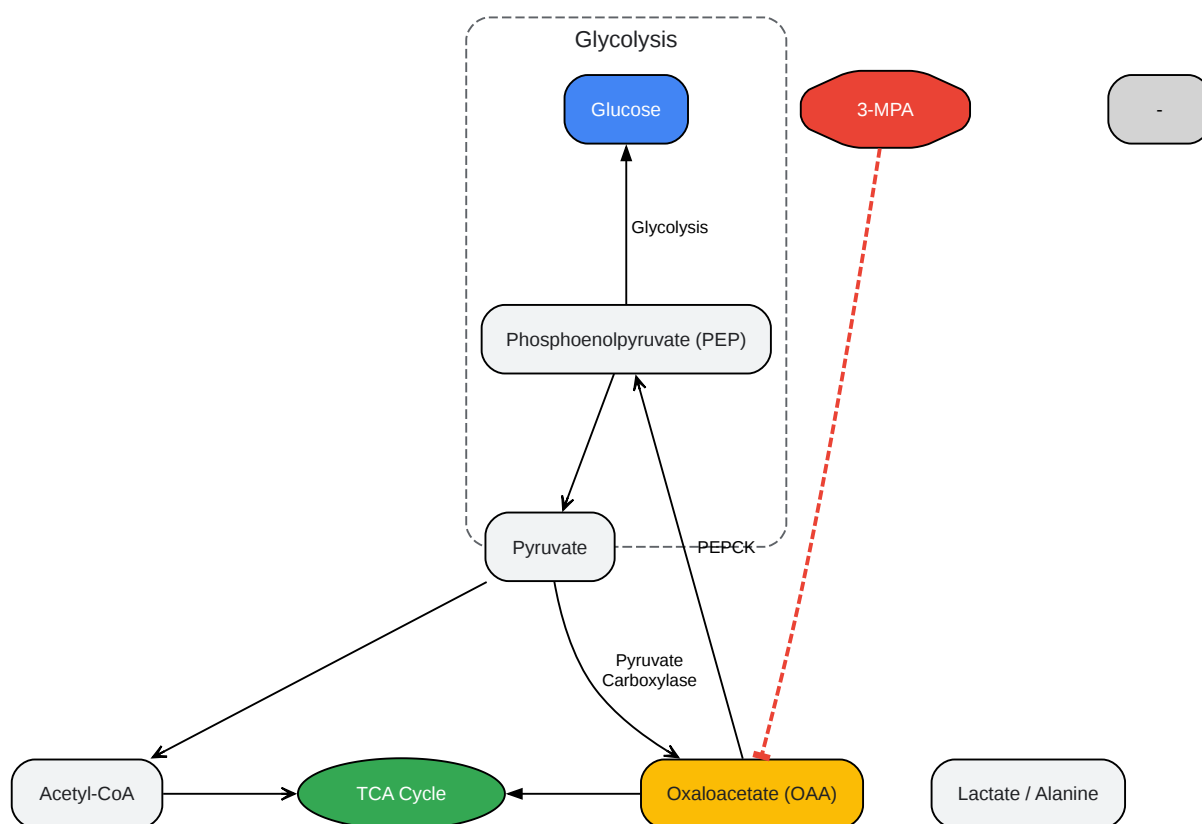 Glycolysis
Glucose
3-MPA
-
Glycolysis
Phosphoenolpyruvate (PEP)
Pyruvate
PEPCK
Pyruvate
Carboxylase
Acetyl-CoA
TCA Cycle
Oxaloacetate (OAA)
Lactate / Alanine